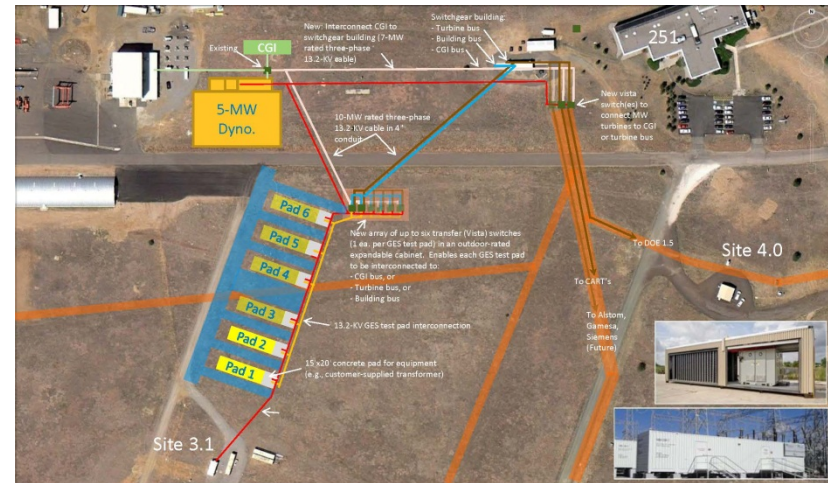 New! Interconnect CGI to
switchgear building (7-MW
rated three-phase
13.2-KV cable)
Switchgear building:
- Turbine bus
- Building bus
- CGI bus
251
Existing
CGI
5-MW
Dyno.
10-MW rated three-phase
13.2-KV cable in 4"
conduit
New vista
switch(es) to
connect MW
turbines to CGI
or turbine bus
Pad 6
Pad 5
Pad 4
Pad 3
Pad 2
Pad 1
New array of up to six transfer (Vista) switches
(1 ea. per GES test pad) in an outdoor-rated
expandable cabinet. Enables each GES test pad
to be interconnected to:
- CGI bus, or
- Turbine bus, or
- Building bus
To DOE 1.5
Site 4.0
To CART's
To Alstom,
Gamesa,
Siemens
(Future)
13.2-KV GES test pad interconnection
15'x20' concrete pad for equipment
(e.g., customer-supplied transformer)
Site 3.1